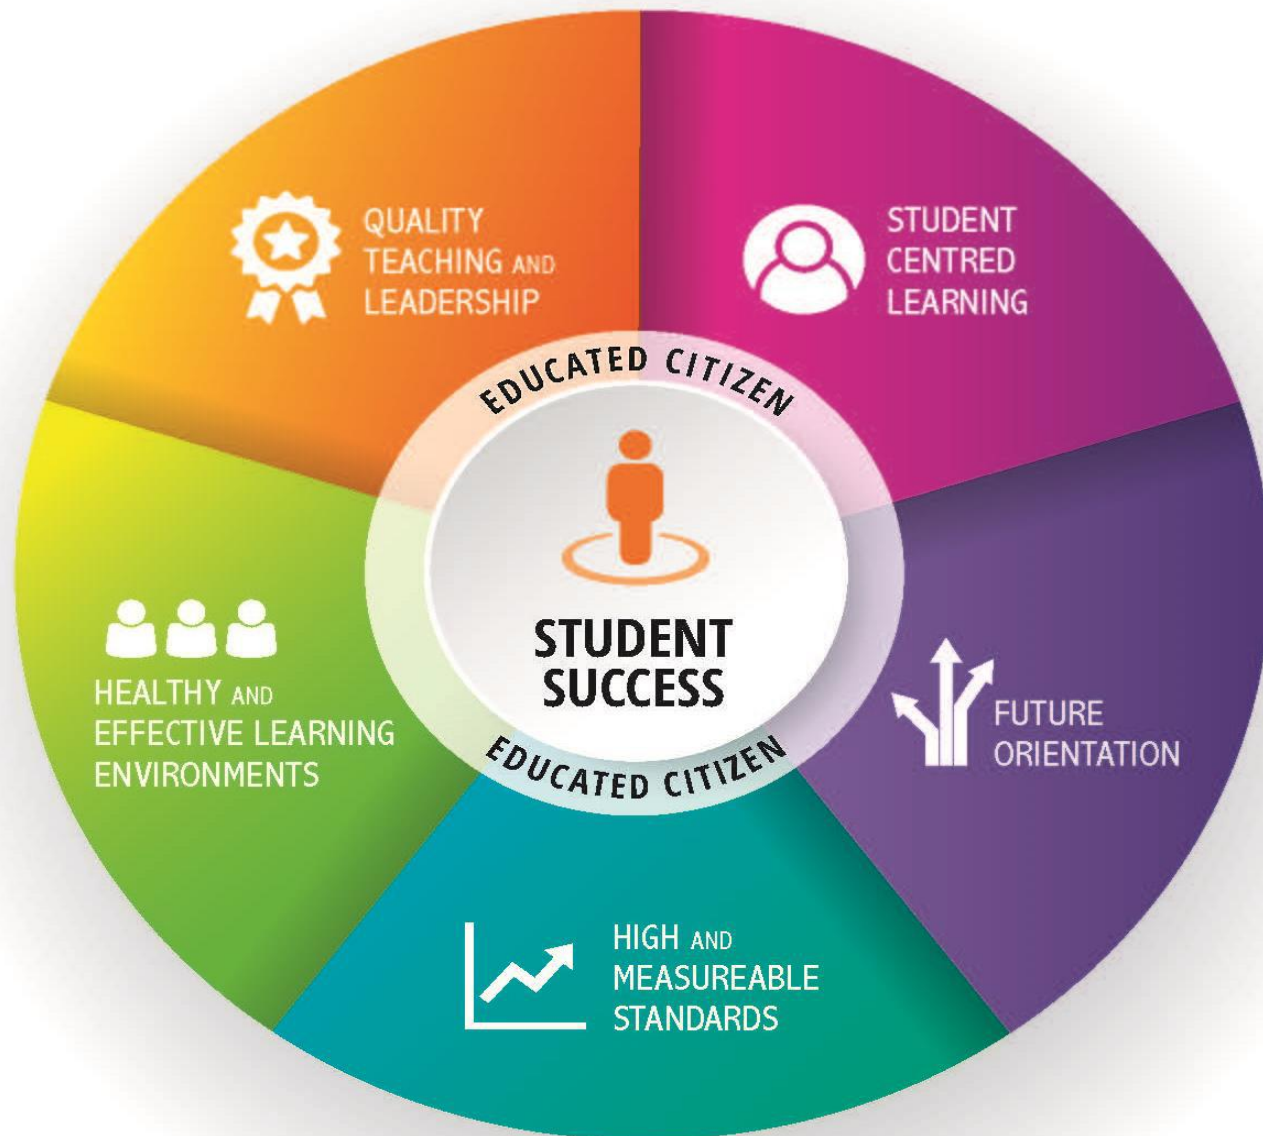 QUALITY
TEACHING AND
LEADERSHIP
STUDENT
CENTRED
LEARNING
EDUCATED CITIZEN
STUDENT
SUCCESS
EDUCATED CITIZEN
HEALTHY AND
EFFECTIVE LEARNING
ENVIRONMENTS
FUTURE
ORIENTATION
HIGH AND
MEASUREABLE
STANDARDS